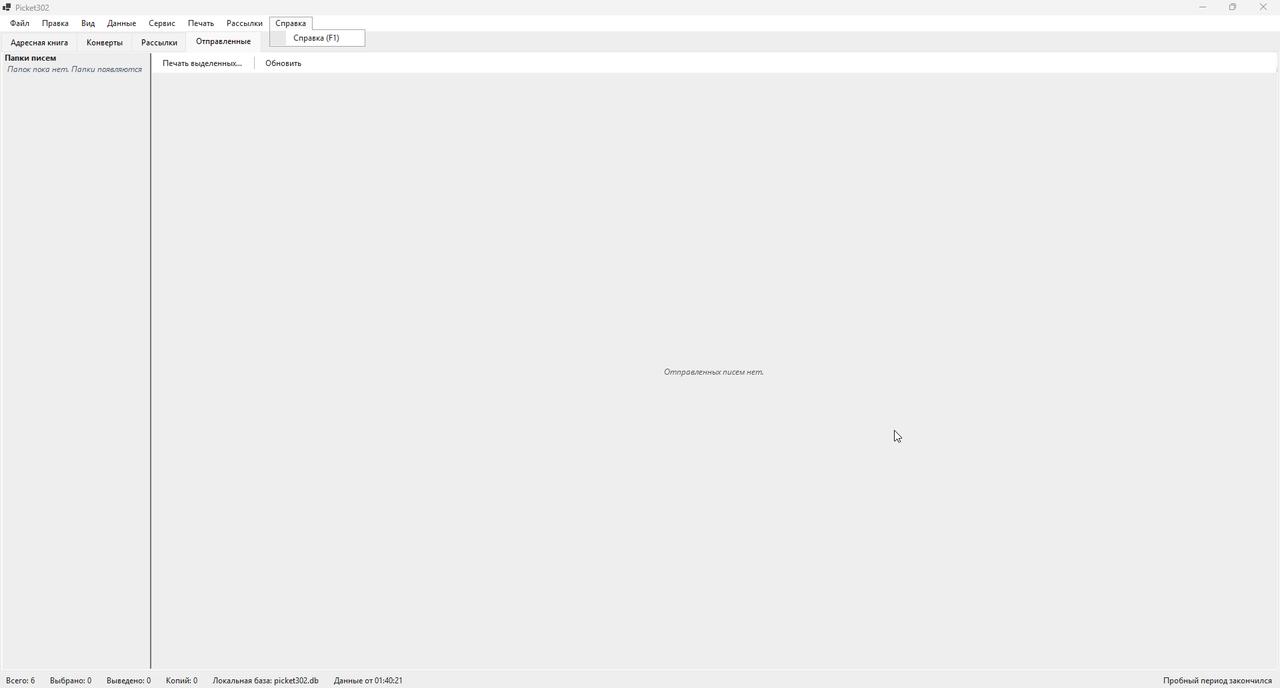 Picket302
Файл Правка Вид Данные Сервис Печать Рассылки Справка
Справка (F1)
Адресная книга Конверты Рассылки Отправленные
Папки писем
Папок пока нет. Папки появляются
Печать выделенных... Обновить
Отправленных писем нет.
Всего: 6 Выбрано: 0 Выведено: 0 Копий: 0 Локальная база: picket302.db Данные от 01:40:21 Пробный период закончился